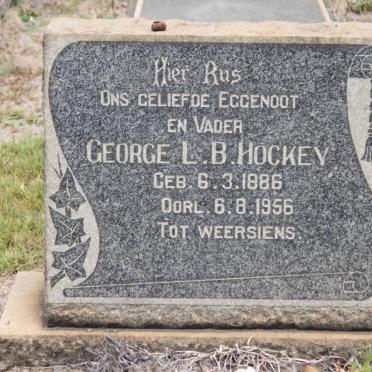 Hier Rus
Ons geliefde Eggenoot
en Vader
George L. B. Hockey
Geb. 6.3.1886
Oorl. 6.8.1956
Tot weersiens.